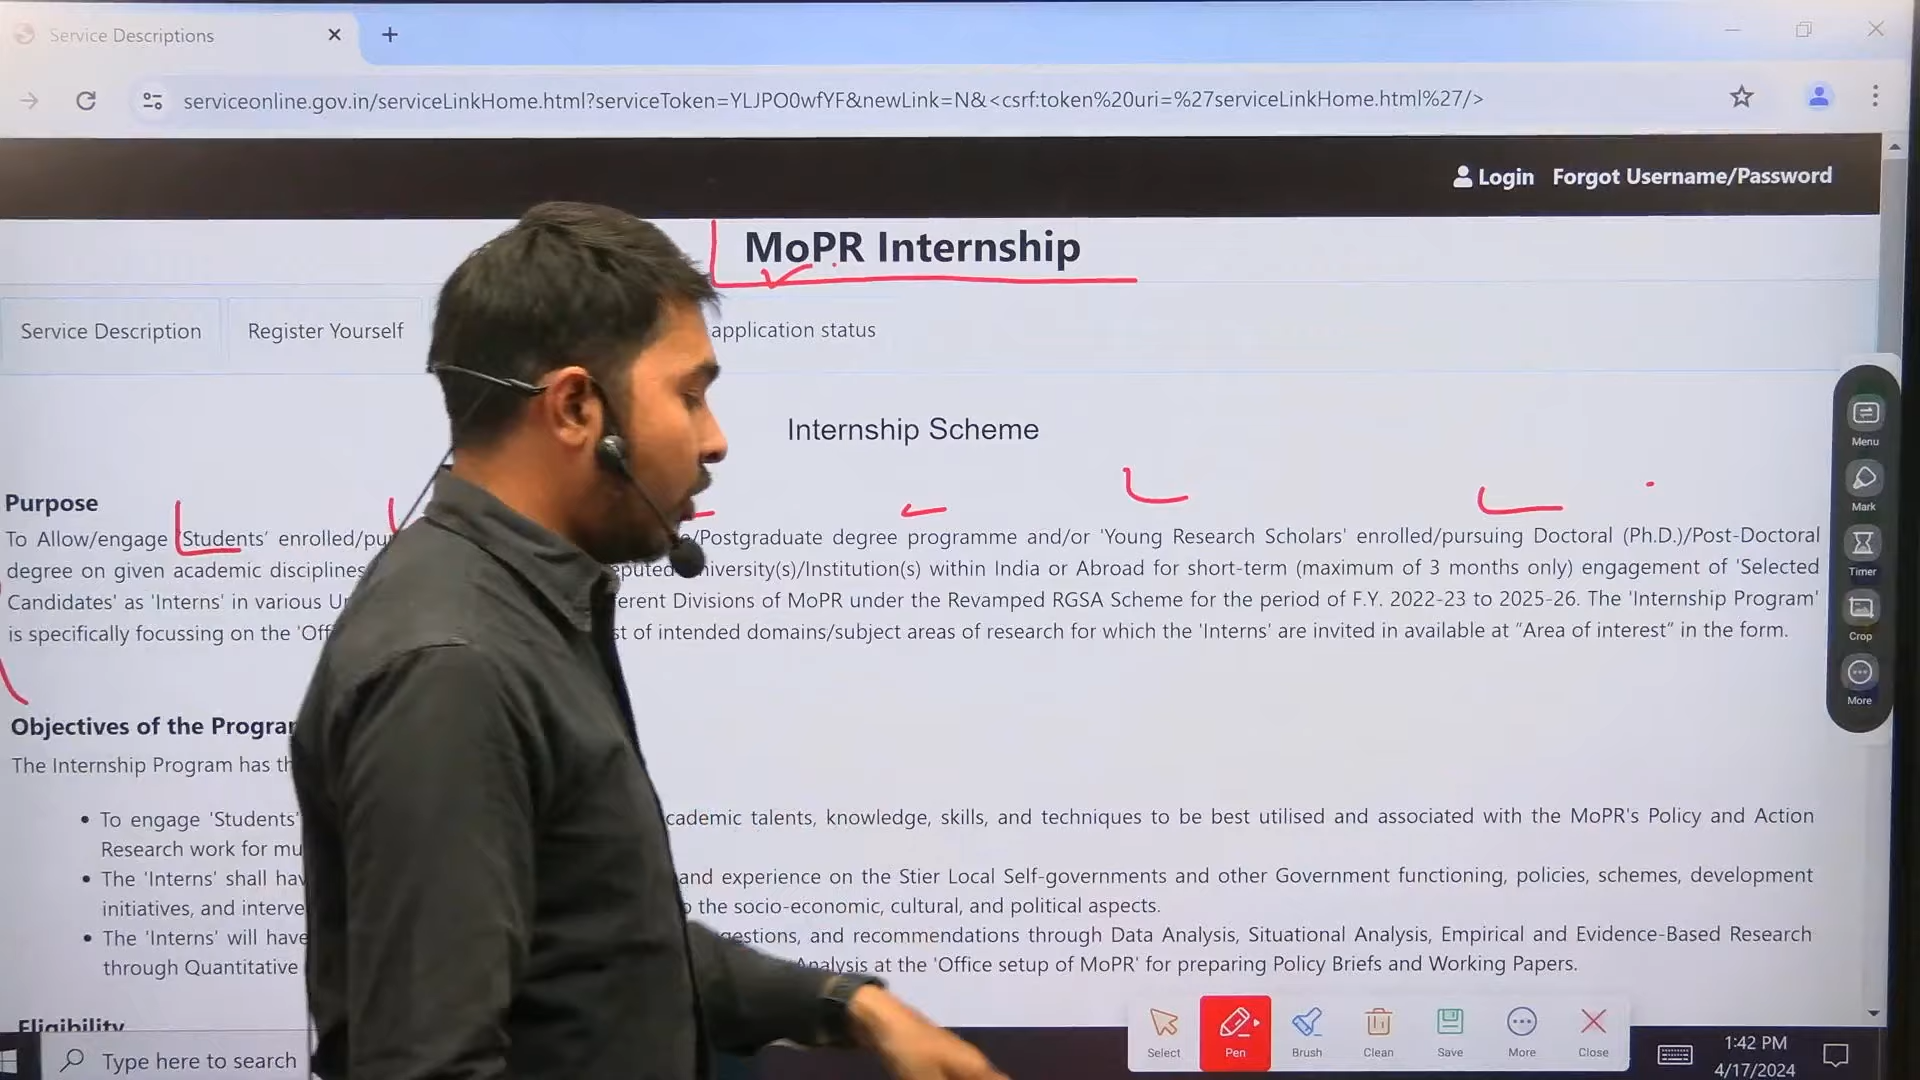 Service Descriptions
serviceonline.gov.in/serviceLinkHome.html?serviceToken=YLJPO0wfYF&newLink=N&<csrf:token%20uri=%27serviceLinkHome.html%27/>
Login Forgot Username/Password
MoPR Internship
Service Description Register Yourself application status
Internship Scheme
Purpose
To Allow/engage 'Students' enrolled/pu /Postgraduate degree programme and/or 'Young Research Scholars' enrolled/pursuing Doctoral (Ph.D.)/Post-Doctoral
degree on given academic disciplines University(s)/Institution(s) within India or Abroad for short-term (maximum of 3 months only) engagement of 'Selected
Candidates' as 'Interns' in various Divisions of MoPR under the Revamped RGSA Scheme for the period of F.Y. 2022-23 to 2025-26. The 'Internship Program'
is specifically focussing on the of intended domains/subject areas of research for which the 'Interns' are invited in available at “Area of interest” in the form.
Objectives of the Progra
The Internship Program has
To engage 'Students' academic talents, knowledge, skills, and techniques to be best utilised and associated with the MoPR's Policy and Action
Research work for
The 'Interns' shall and experience on the Stier Local Self-governments and other Government functioning, policies, schemes, development
initiatives, and the socio-economic, cultural, and political aspects.
The 'Interns' will have and recommendations through Data Analysis, Situational Analysis, Empirical and Evidence-Based Research
through Quantitative Analysis at the 'Office setup of MoPR' for preparing Policy Briefs and Working Papers.
Eligibility
Menu
Mark
Timer
Crop
More
Select Pen Brush Clean Save More Close
Type here to search
1:42 PM
4/17/2024